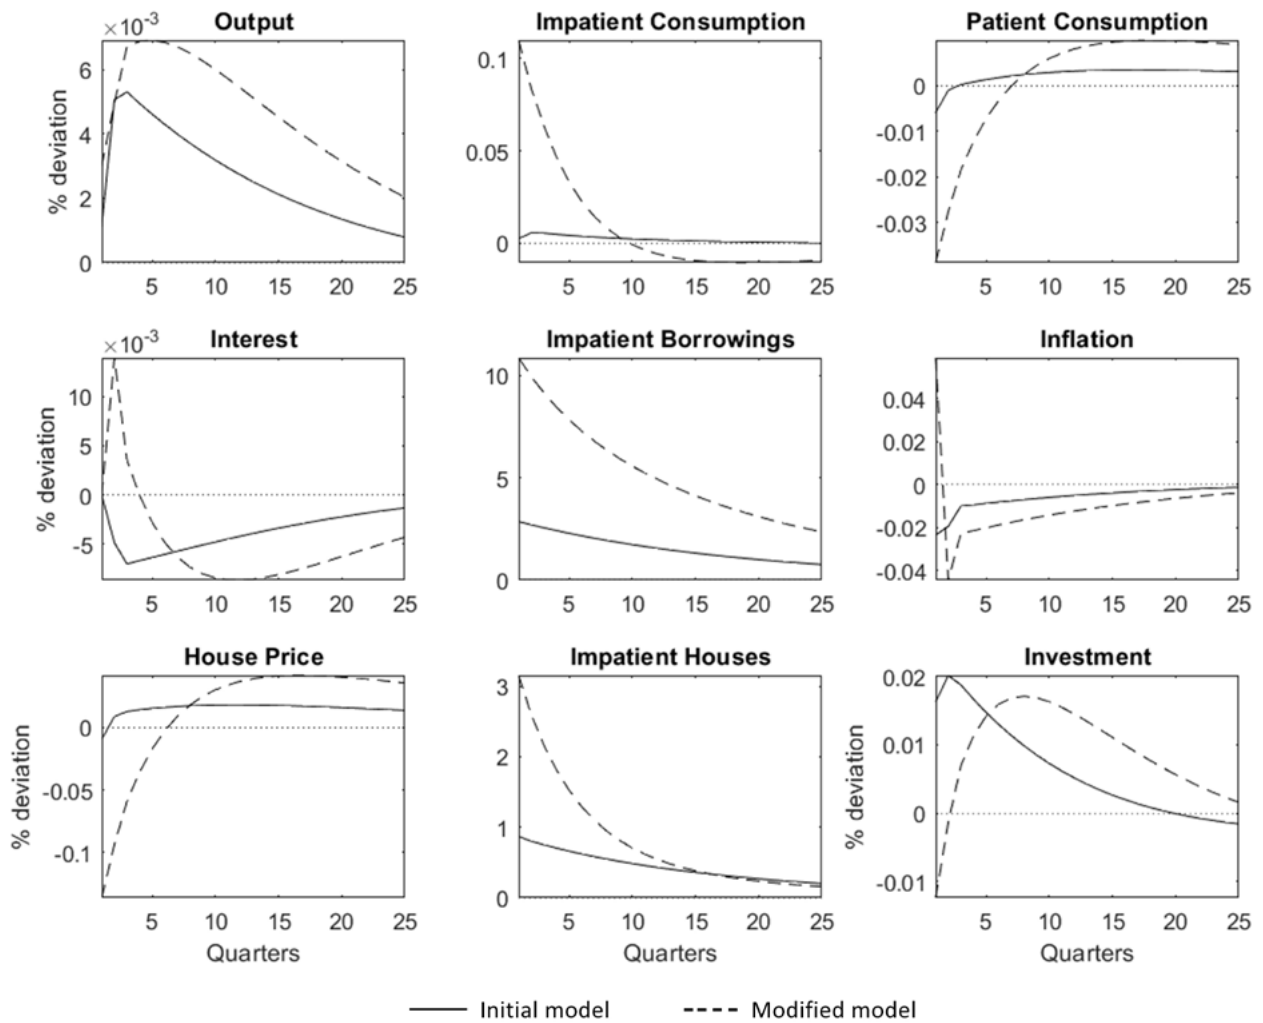 Output
×10⁻³
% deviation
6
4
2
0
5 10 15 20 25
Impatient Consumption
0.1
0.05
0
5 10 15 20 25
Patient Consumption
0
-0.01
-0.02
-0.03
5 10 15 20 25
Interest
×10⁻³
% deviation
10
5
0
-5
5 10 15 20 25
Impatient Borrowings
10
5
0
5 10 15 20 25
Inflation
0.04
0.02
0
-0.02
-0.04
5 10 15 20 25
House Price
% deviation
0
-0.05
-0.1
5 10 15 20 25
Quarters
Impatient Houses
3
2
1
0
5 10 15 20 25
Quarters
Investment
% deviation
0.02
0.01
0
-0.01
5 10 15 20 25
Quarters
Initial model
Modified model